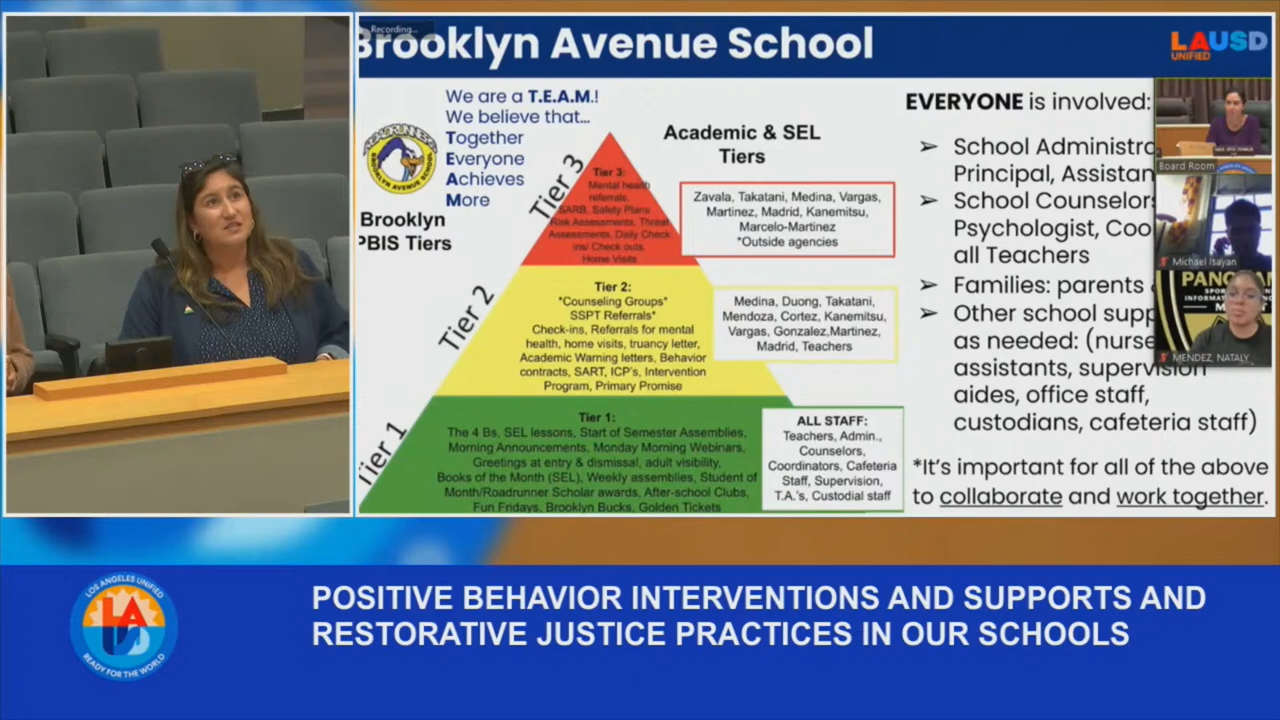 Recording...
Brooklyn Avenue School
LAUSD
UNIFIED
We are a T.E.A.M.!
We believe that...
Together
Everyone
Achieves
More
ROADRUNNERS
BROOKLYN AVENUE SCHOOL
Brooklyn
PBIS Tiers
Tier 3
Tier 2
Tier 1
Academic & SEL
Tiers
Tier 3:
Mental health
referrals,
SARB, Safety Plans
Risk Assessments, Threat
Assessments, Daily Check
ins/ Check outs,
Home Visits
Zavala, Takatani, Medina, Vargas,
Martinez, Madrid, Kanemitsu,
Marcelo-Martinez
*Outside agencies
Tier 2:
*Counseling Groups*
SSPT Referrals*
Check-ins, Referrals for mental
health, home visits, truancy letter,
Academic Warning letters, Behavior
contracts, SART, ICP's, Intervention
Program, Primary Promise
Medina, Duong, Takatani,
Mendoza, Cortez, Kanemitsu,
Vargas, Gonzalez,Martinez,
Madrid, Teachers
Tier 1:
The 4 Bs, SEL lessons, Start of Semester Assemblies,
Morning Announcements, Monday Morning Webinars,
Greetings at entry & dismissal, adult visibility,
Books of the Month (SEL), Weekly assemblies, Student of
Month/Roadrunner Scholar awards, After-school Clubs,
Fun Fridays, Brooklyn Bucks, Golden Tickets
ALL STAFF:
Teachers, Admin.,
Counselors,
Coordinators, Cafeteria
Staff, Supervision,
T.A.'s, Custodial staff
EVERYONE is involved:
➢ School Administra
Principal, Assistan
➢ School Counselors
Psychologist, Coo
all Teachers
➢ Families: parents
➢ Other school supp
as needed: (nurse
assistants, supervision
aides, office staff,
custodians, cafeteria staff)
*It's important for all of the above
to collaborate and work together.
Board Room
Michael Isayan
MENDEZ, NATALY
LOS ANGELES UNIFIED
LAUSD
READY FOR THE WORLD
POSITIVE BEHAVIOR INTERVENTIONS AND SUPPORTS AND
RESTORATIVE JUSTICE PRACTICES IN OUR SCHOOLS